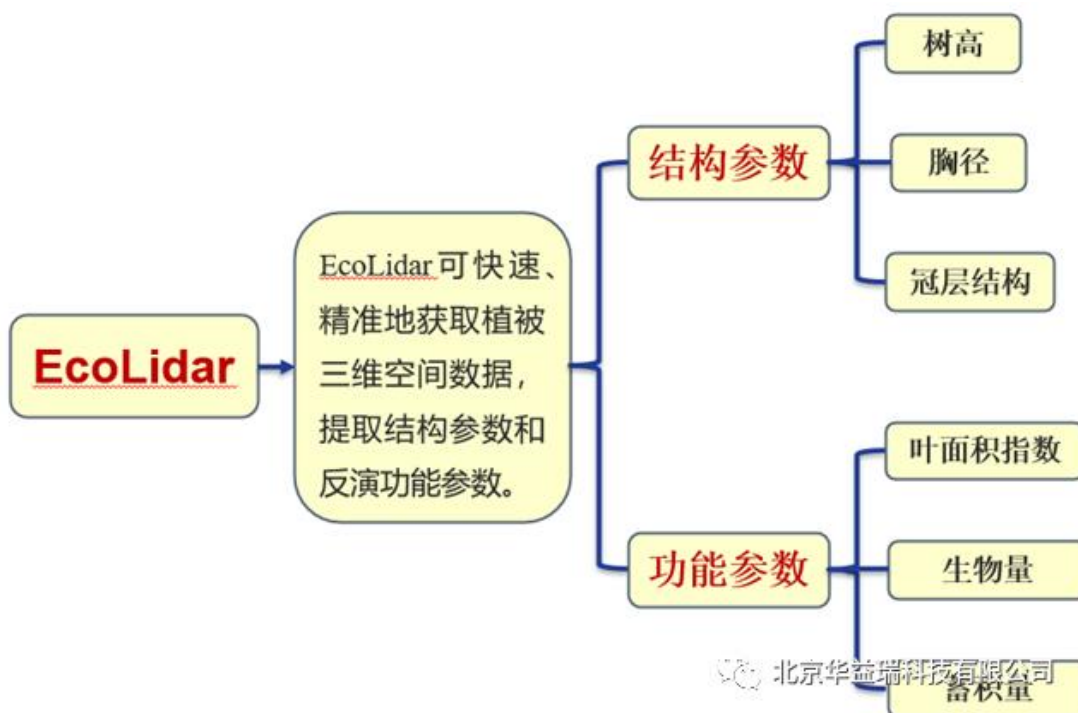 EcoLidar
EcoLidar可快速、
精准地获取植被
三维空间数据，
提取结构参数和
反演功能参数。
结构参数
树高
胸径
冠层结构
功能参数
叶面积指数
生物量
蓄积量
北京华益瑞科技有限公司